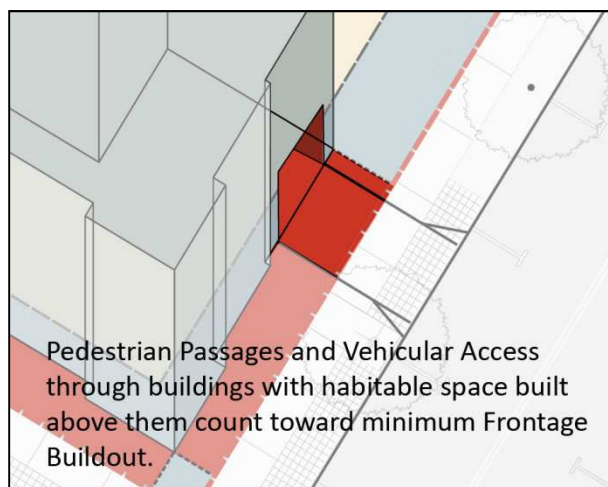 Pedestrian Passages and Vehicular Access
through buildings with habitable space built
above them count toward minimum Frontage
Buildout.